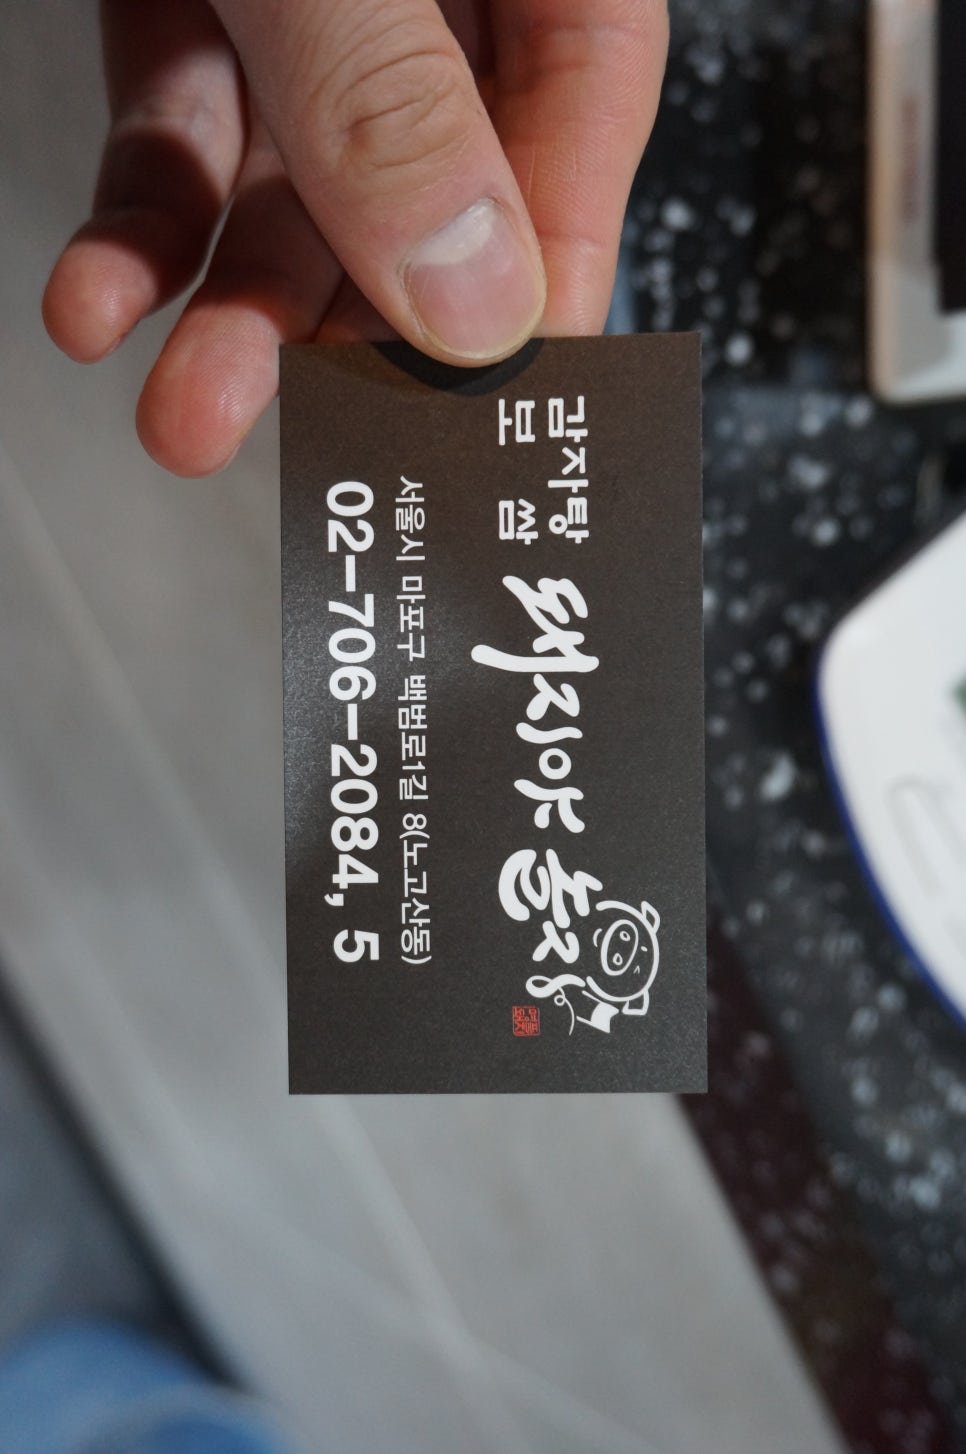 감자탕
보 쌈
돼지야 놀자
서울시 마포구 백범로1길 8(노고산동)
02-706-2084, 5